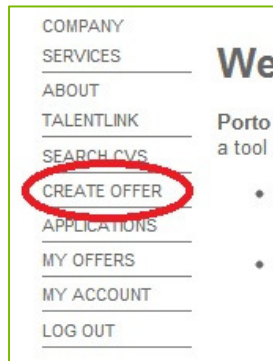 COMPANY
SERVICES
ABOUT
TALENTLINK
SEARCH CVS
CREATE OFFER
APPLICATIONS
MY OFFERS
MY ACCOUNT
LOG OUT
We
Porto
a tool